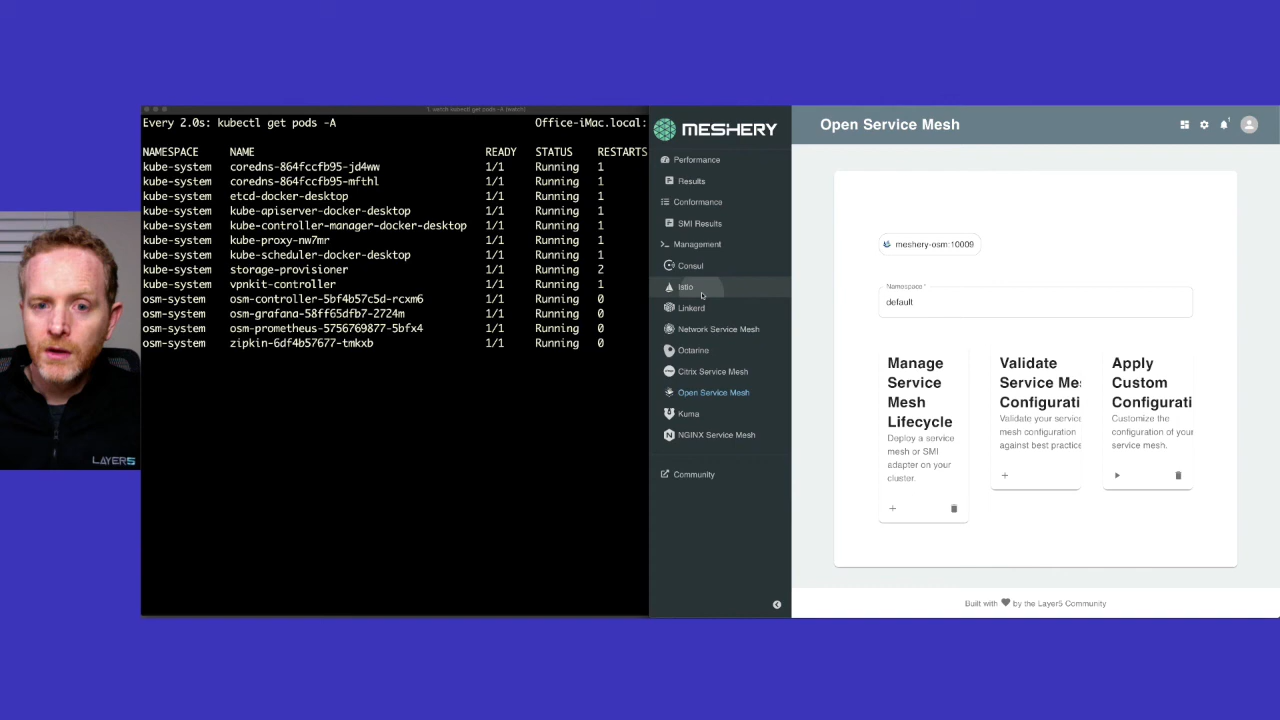 1. watch kubectl get pods -A (watch)
Every 2.0s: kubectl get pods -A Office-iMac.local:
NAMESPACE NAME READY STATUS RESTARTS
kube-system coredns-864fccfb95-jd4ww 1/1 Running 1
kube-system coredns-864fccfb95-mfthl 1/1 Running 1
kube-system etcd-docker-desktop 1/1 Running 1
kube-system kube-apiserver-docker-desktop 1/1 Running 1
kube-system kube-controller-manager-docker-desktop 1/1 Running 1
kube-system kube-proxy-nw7mr 1/1 Running 1
kube-system kube-scheduler-docker-desktop 1/1 Running 1
kube-system storage-provisioner 1/1 Running 2
kube-system vpnkit-controller 1/1 Running 1
osm-system osm-controller-5bf4b57c5d-rcxm6 1/1 Running 0
osm-system osm-grafana-58ff65dfb7-2724m 1/1 Running 0
osm-system osm-prometheus-5756769877-5bfx4 1/1 Running 0
osm-system zipkin-6df4b57677-tmkxb 1/1 Running 0
LAYER5
MESHERY
Performance
Results
Conformance
SMI Results
Management
Consul
Istio
Linkerd
Network Service Mesh
Octarine
Citrix Service Mesh
Open Service Mesh
Kuma
NGINX Service Mesh
Community
Open Service Mesh
1
meshery-osm:10009
Namespace *
default
Manage
Service
Mesh
Lifecycle
Deploy a service
mesh or SMI
adapter on your
cluster.
Validate
Service Me
Configurati
Validate your service
mesh configuration
against best practice
Apply
Custom
Configurati
Customize the
configuration of your
service mesh.
Built with ❤ by the Layer5 Community